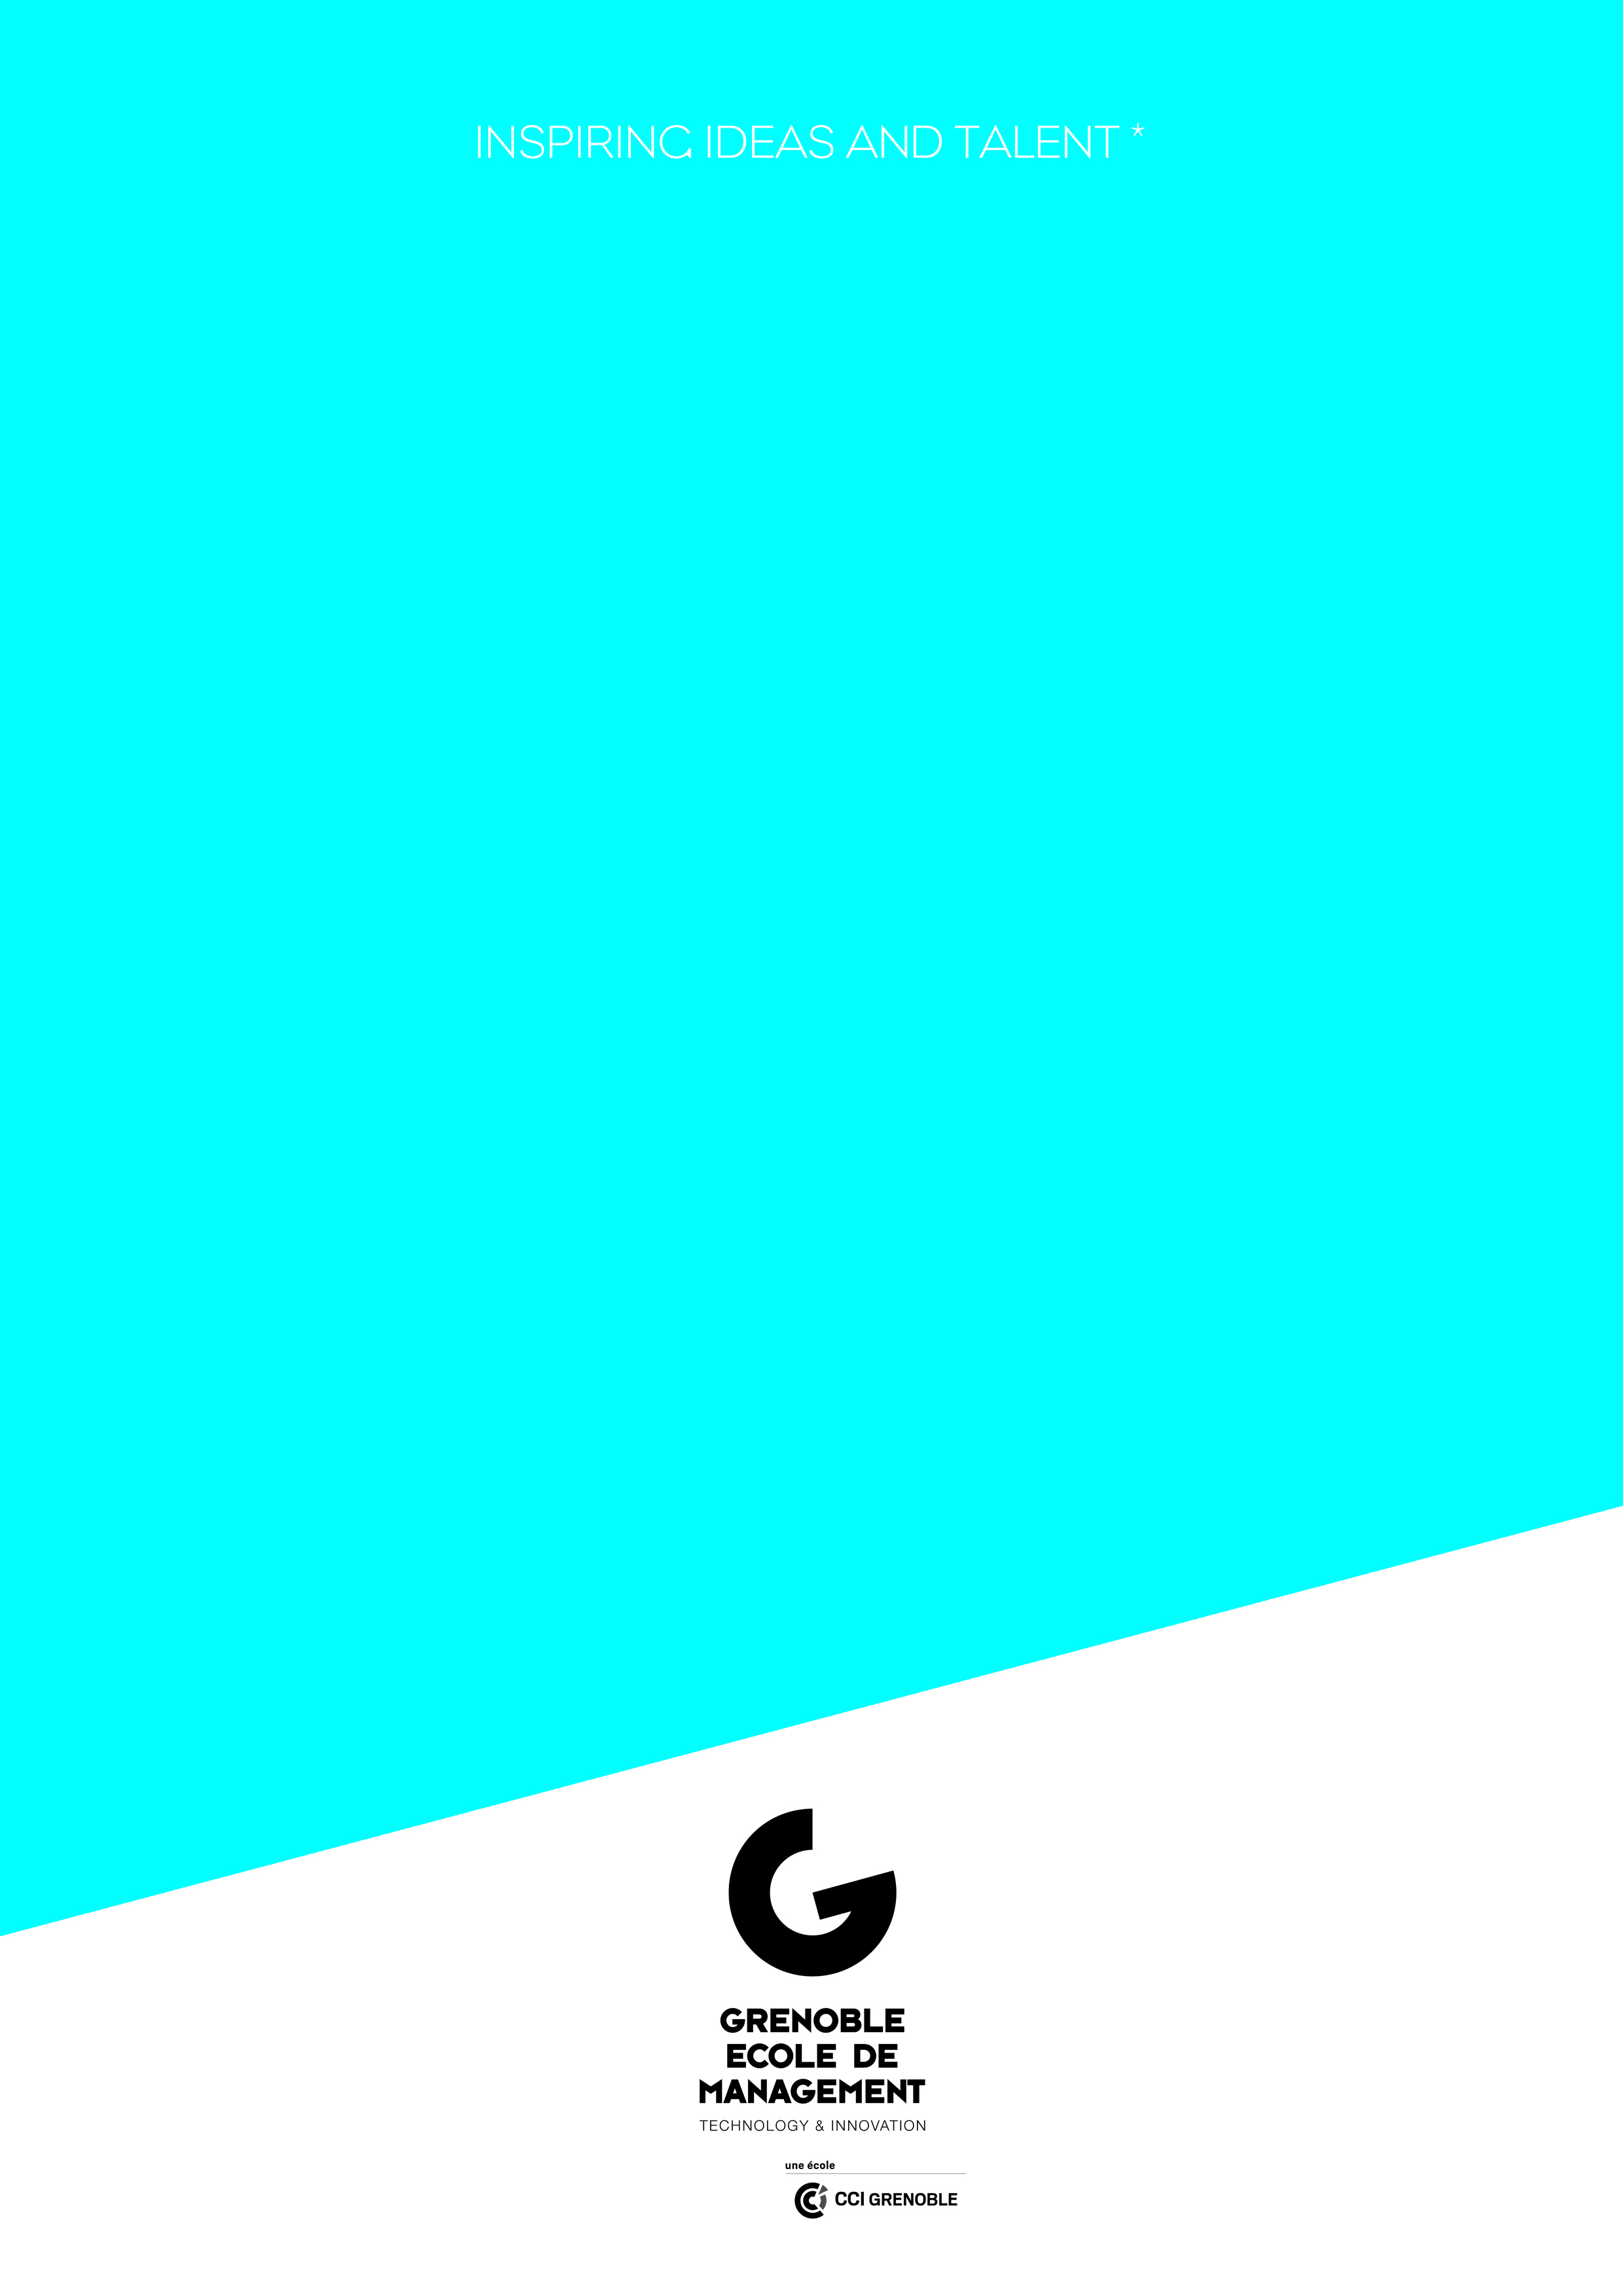 INSPIRING IDEAS AND TALENT *
GRENOBLE
ECOLE DE
MANAGEMENT
TECHNOLOGY & INNOVATION
une école
CCI GRENOBLE